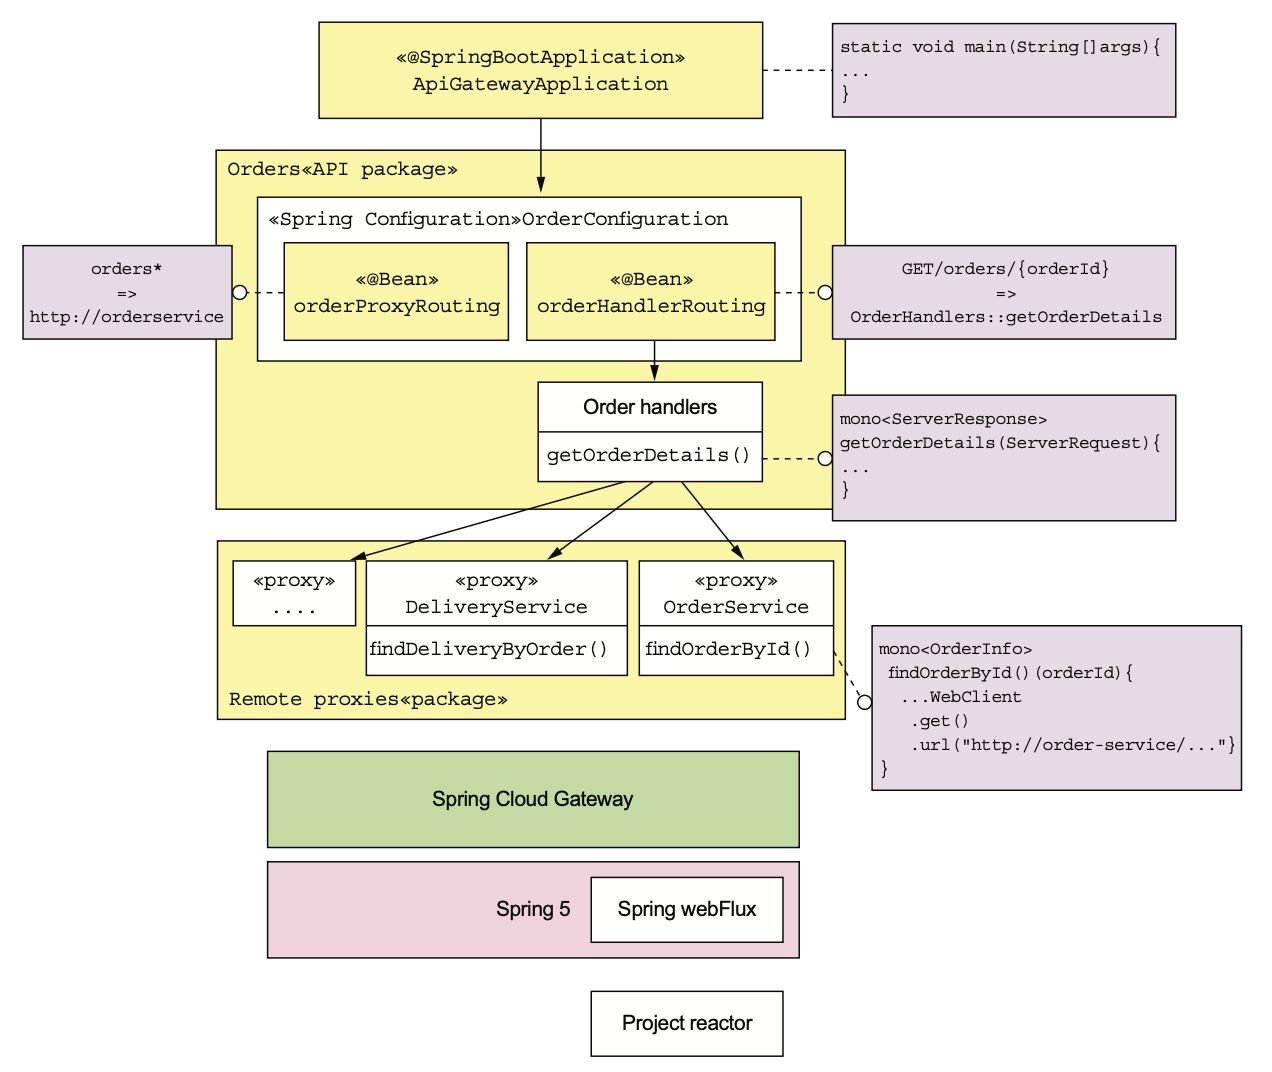 «@SpringBootApplication»
ApiGatewayApplication
static void main(String[]args){
...
}
Orders«API package»
«Spring Configuration»OrderConfiguration
orders*
=>
http://orderservice
«@Bean»
orderProxyRouting
«@Bean»
orderHandlerRouting
GET/orders/{orderId}
=>
OrderHandlers::getOrderDetails
Order handlers
getOrderDetails()
mono<ServerResponse>
getOrderDetails(ServerRequest){
...
}
«proxy»
....
«proxy»
DeliveryService
findDeliveryByOrder()
«proxy»
OrderService
findOrderById()
Remote proxies«package»
mono<OrderInfo>
findOrderById()(orderId){
...WebClient
.get()
.url("http://order-service/..."}
}
Spring Cloud Gateway
Spring 5
Spring webFlux
Project reactor